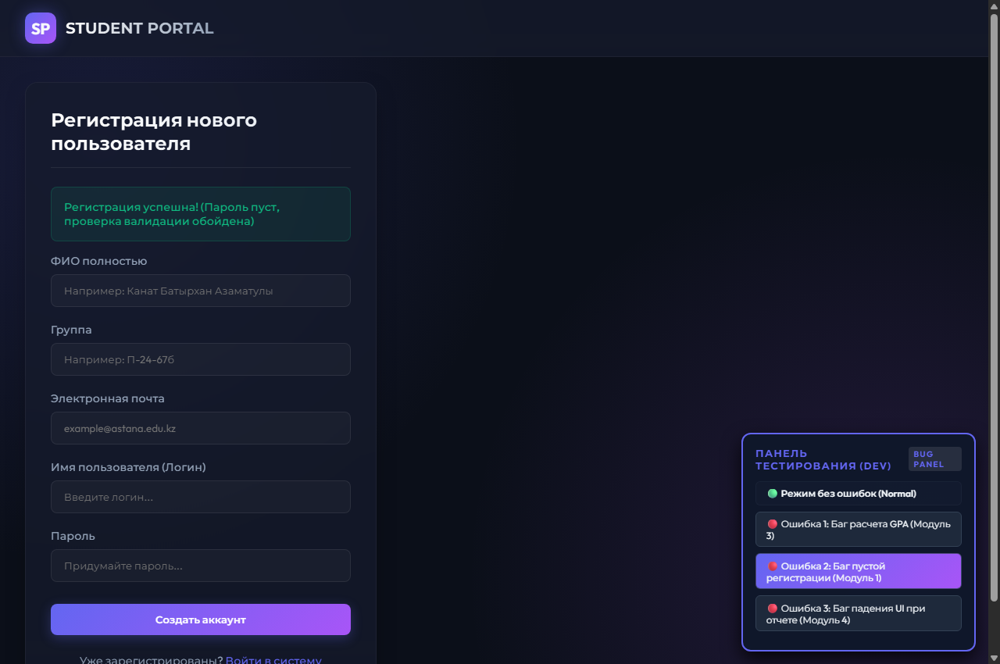 SP STUDENT PORTAL
Регистрация нового
пользователя
Регистрация успешна! (Пароль пуст,
проверка валидации обойдена)
ФИО полностью
Например: Канат Батырхан Азаматулы
Группа
Например: П-24-67б
Электронная почта
example@astana.edu.kz
Имя пользователя (Логин)
Введите логин...
Пароль
Придумайте пароль...
Создать аккаунт
Уже зарегистрированы? Войти в систему
ПАНЕЛЬ
ТЕСТИРОВАНИЯ (DEV)
BUG
PANEL
Режим без ошибок (Normal)
Ошибка 1: Баг расчета GPA (Модуль
3)
Ошибка 2: Баг пустой
регистрации (Модуль 1)
Ошибка 3: Баг падения UI при
отчете (Модуль 4)